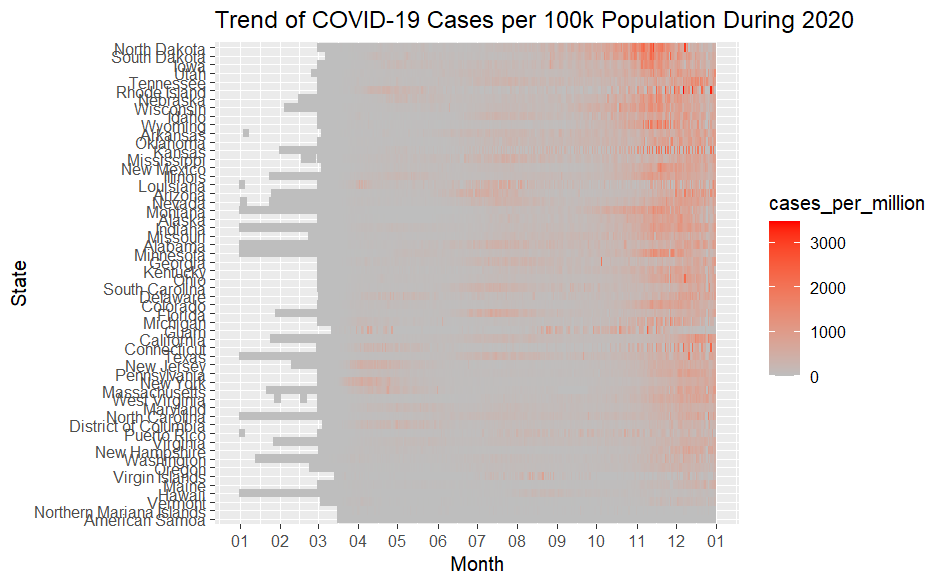 Trend of COVID-19 Cases per 100k Population During 2020
North Dakota
South Dakota
Iowa
Utah
Tennessee
Rhode Island
Nebraska
Wisconsin
Idaho
Wyoming
Arkansas
Oklahoma
Kansas
Mississippi
New Mexico
Illinois
Louisiana
Arizona
Nevada
Montana
Alaska
Indiana
Missouri
Alabama
Minnesota
Georgia
Kentucky
Ohio
South Carolina
Delaware
Colorado
Florida
Michigan
Guam
California
Connecticut
Texas
New Jersey
Pennsylvania
New York
Massachusetts
West Virginia
Maryland
North Carolina
District of Columbia
Puerto Rico
Virginia
New Hampshire
Washington
Oregon
Virgin Islands
Maine
Hawaii
Vermont
Northern Mariana Islands
American Samoa
State
01 02 03 04 05 06 07 08 09 10 11 12 01
Month
cases_per_million
3000
2000
1000
0